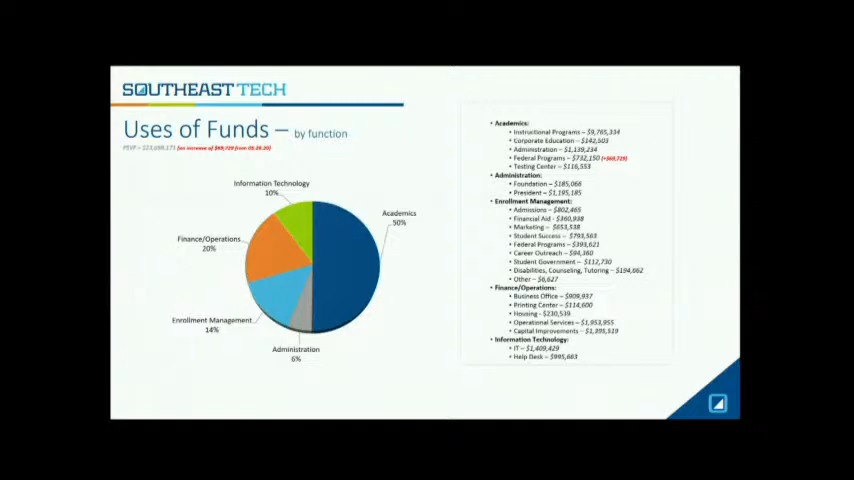 SOUTHEAST TECH
Uses of Funds – by function
Information Technology
10%
Academics
50%
Finance/Operations
20%
Enrollment Management
14%
Administration
6%
• Academics:
• Instructional Programs – $9,765,334
• Corporate Education – $142,503
• Administration – $1,139,234
• Federal Programs – $732,150 (+$69,729)
• Testing Center – $116,553
• Administration:
• Foundation – $185,066
• President – $1,195,185
• Enrollment Management:
• Admissions – $802,465
• Financial Aid - $360,938
• Marketing – $653,538
• Student Success – $793,563
• Federal Programs – $393,621
• Career Outreach – $94,360
• Student Government – $112,730
• Disabilities, Counseling, Tutoring – $194,662
• Other – $6,627
• Finance/Operations:
• Business Office – $909,937
• Printing Center – $114,600
• Housing - $230,539
• Operational Services – $1,953,955
• Capital Improvements – $1,395,519
• Information Technology:
• IT – $1,409,429
• Help Desk – $995,663